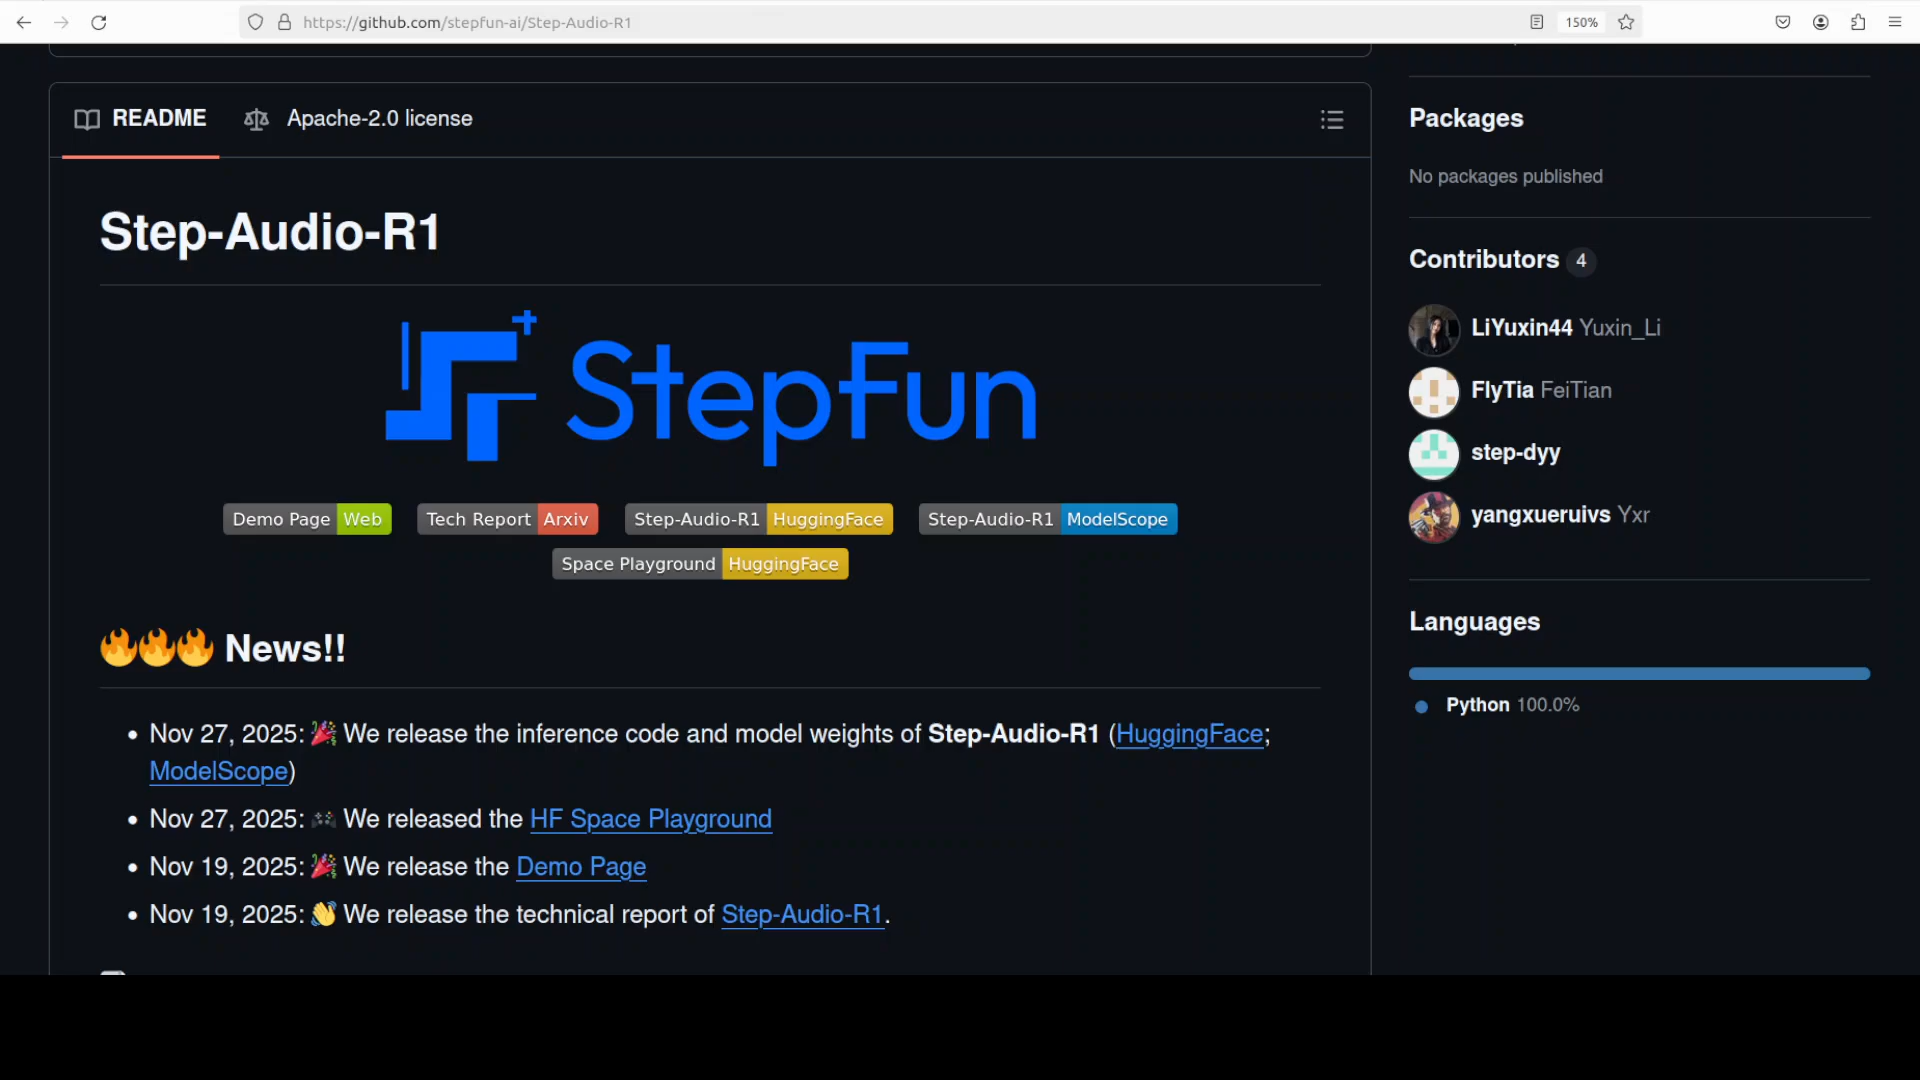 https://github.com/stepfun-ai/Step-Audio-R1
150%
README
Apache-2.0 license
Step-Audio-R1
StepFun
Demo Page Web
Tech Report Arxiv
Step-Audio-R1 HuggingFace
Step-Audio-R1 ModelScope
Space Playground HuggingFace
🔥🔥🔥 News!!
• Nov 27, 2025: 🎉 We release the inference code and model weights of Step-Audio-R1 (HuggingFace;
ModelScope)
• Nov 27, 2025: 🎮 We released the HF Space Playground
• Nov 19, 2025: 🎉 We release the Demo Page
• Nov 19, 2025: 👋 We release the technical report of Step-Audio-R1.
Packages
No packages published
Contributors 4
LiYuxin44 Yuxin_Li
FlyTia FeiTian
step-dyy
yangxueruivs Yxr
Languages
Python 100.0%